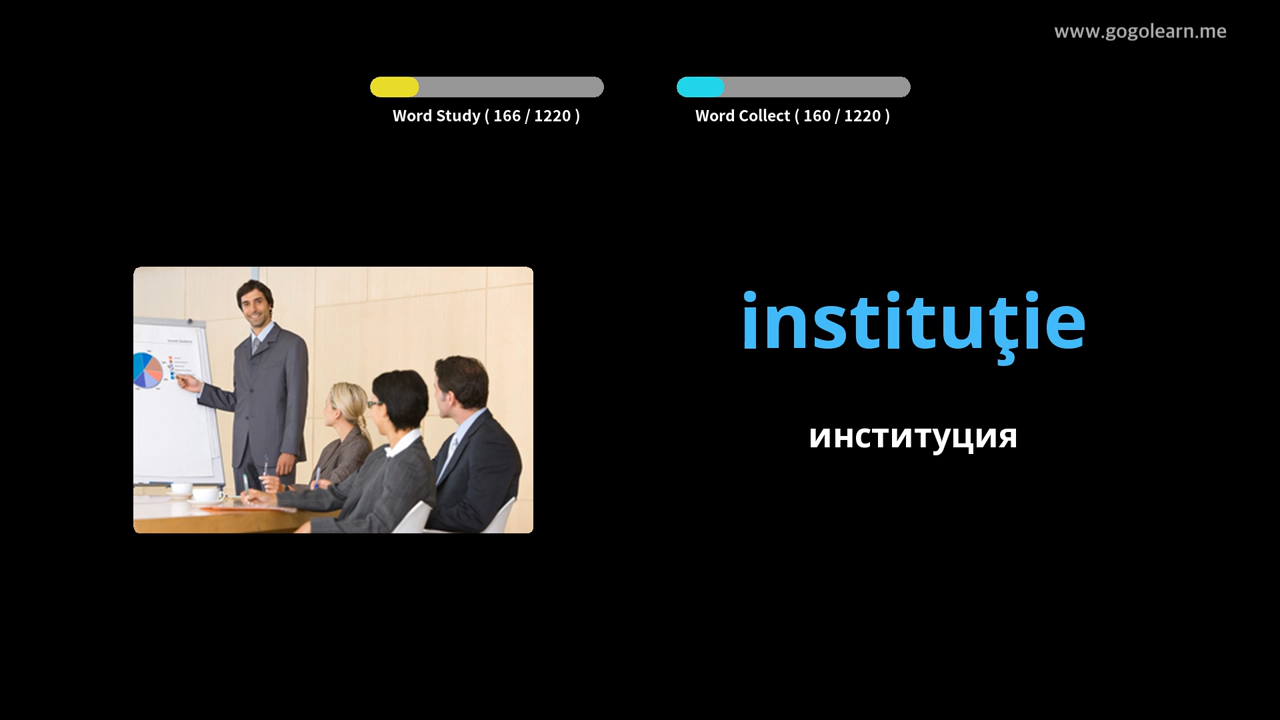 www.gogolearn.me
Word Study ( 166 / 1220 )
Word Collect ( 160 / 1220 )
instituţie
институция